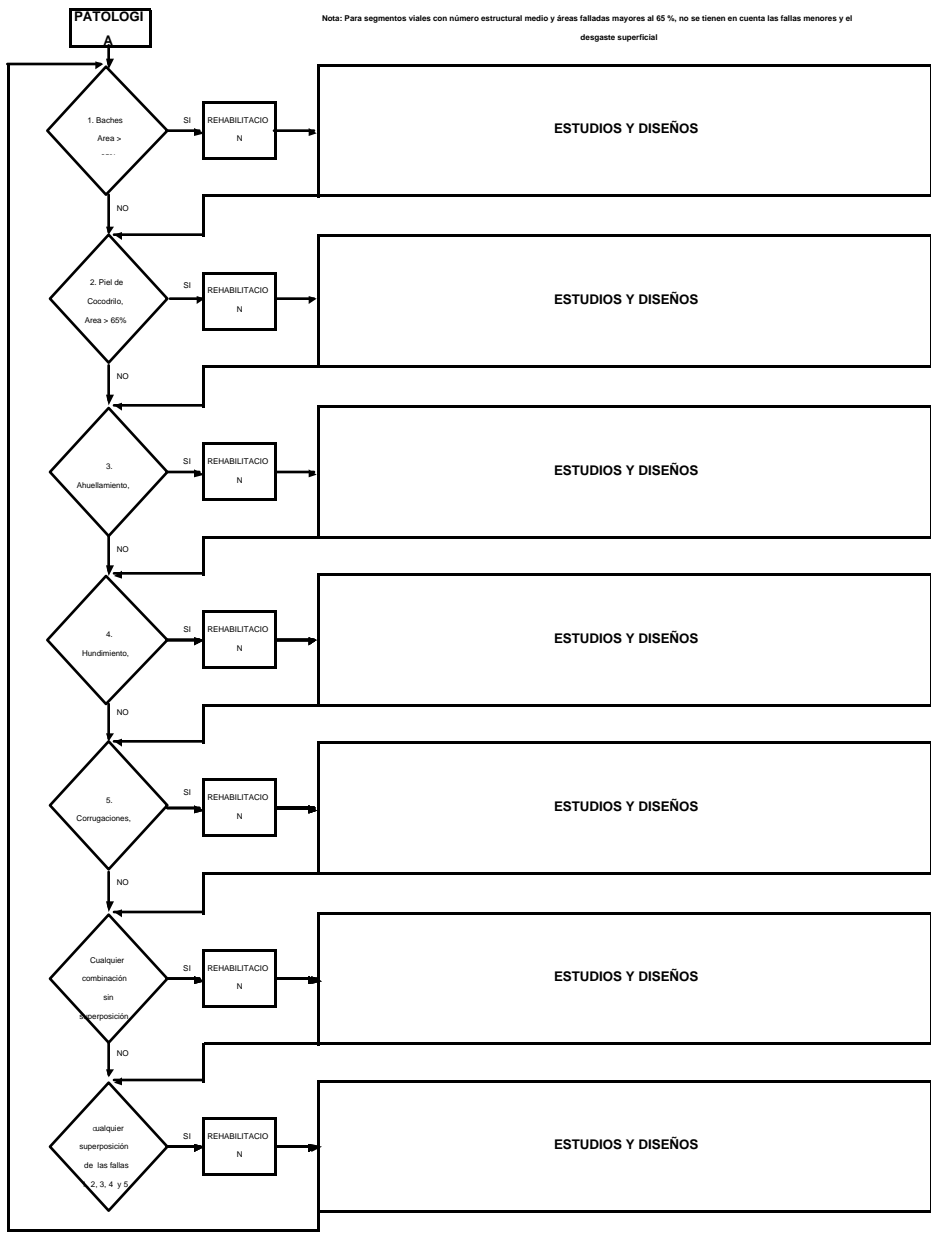 PATOLOGI
A
Nota: Para segmentos viales con número estructural medio y áreas falladas mayores al 65 %, no se tienen en cuenta las fallas menores y el
desgaste superficial
1. Baches
Area >
SI
REHABILITACIO
N
ESTUDIOS Y DISEÑOS
NO
2. Piel de
Cocodrilo,
Area > 65%
SI
REHABILITACIO
N
ESTUDIOS Y DISEÑOS
NO
3.
Ahuellamiento,
SI
REHABILITACIO
N
ESTUDIOS Y DISEÑOS
NO
4.
Hundimiento,
SI
REHABILITACIO
N
ESTUDIOS Y DISEÑOS
NO
5.
Corrugaciones,
SI
REHABILITACIO
N
ESTUDIOS Y DISEÑOS
NO
Cualquier
combinación
sin
superposición
SI
REHABILITACIO
N
ESTUDIOS Y DISEÑOS
NO
cualquier
superposición
de las fallas
2, 3, 4 y 5
SI
REHABILITACIO
N
ESTUDIOS Y DISEÑOS